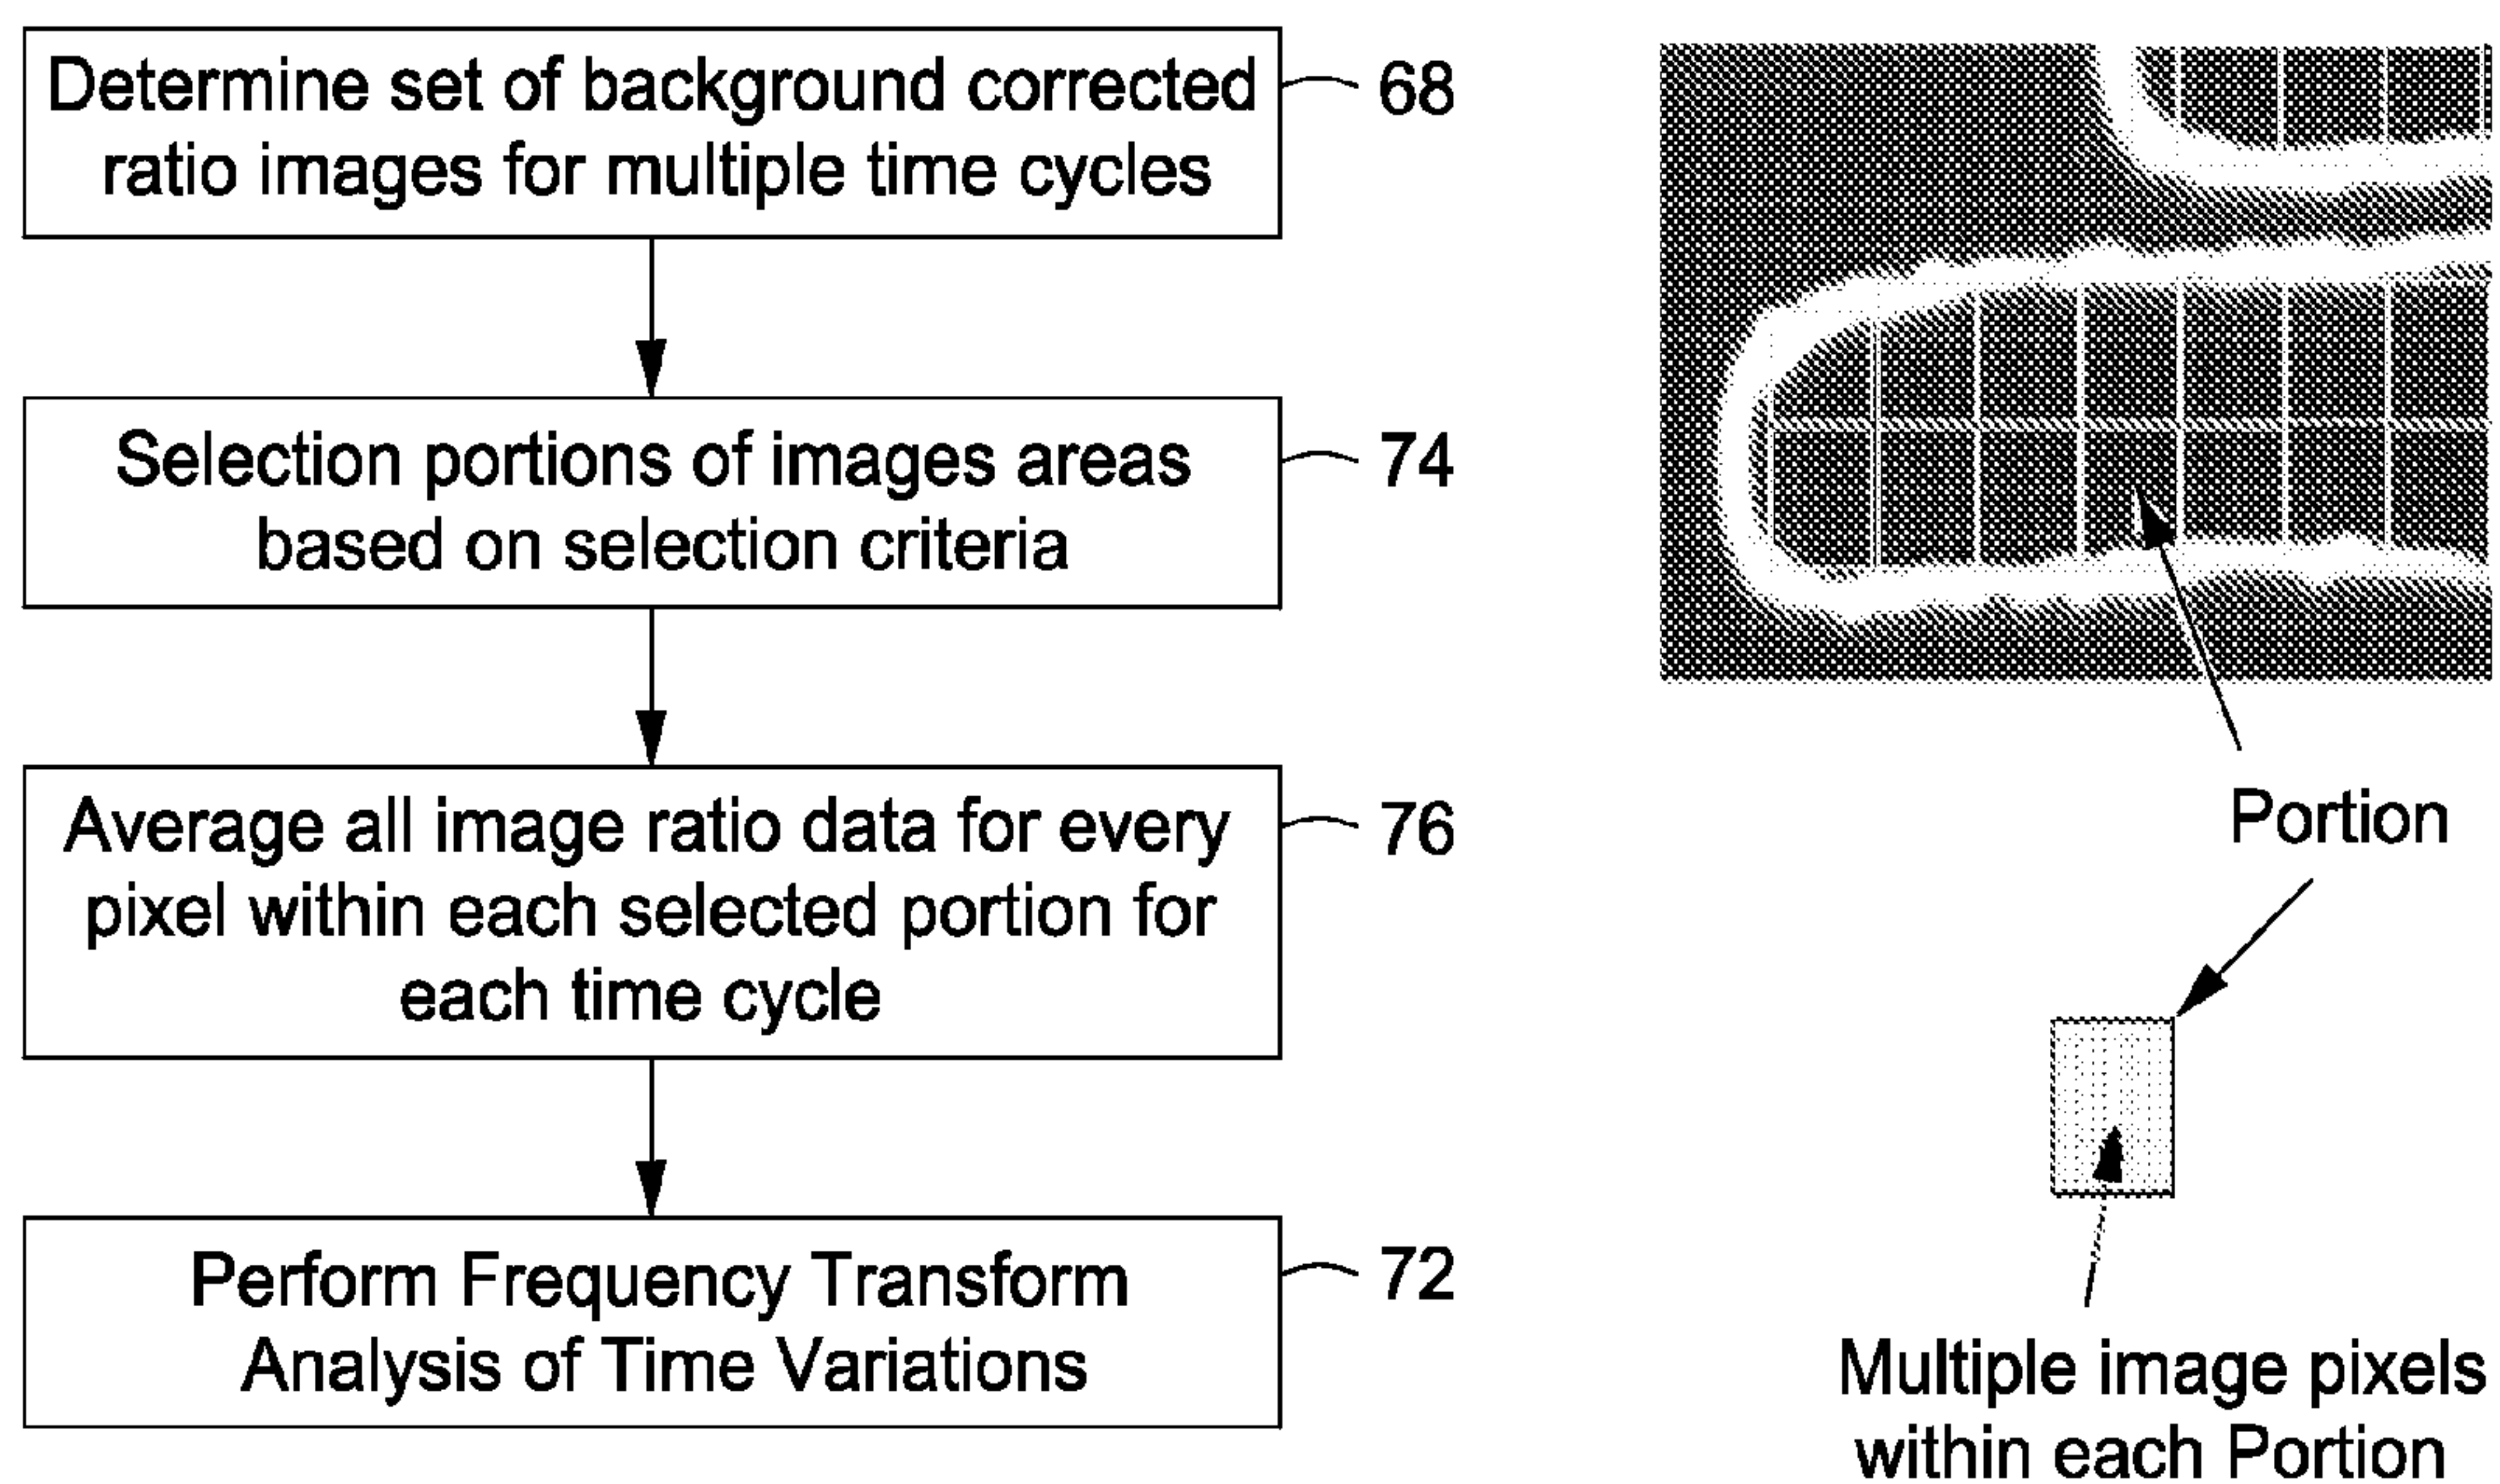 Determine set of background corrected
ratio images for multiple time cycles
68
Selection portions of images areas
based on selection criteria
74
Average all image ratio data for every
pixel within each selected portion for
each time cycle
76
Perform Frequency Transform
Analysis of Time Variations
72
Portion
Multiple image pixels
within each Portion